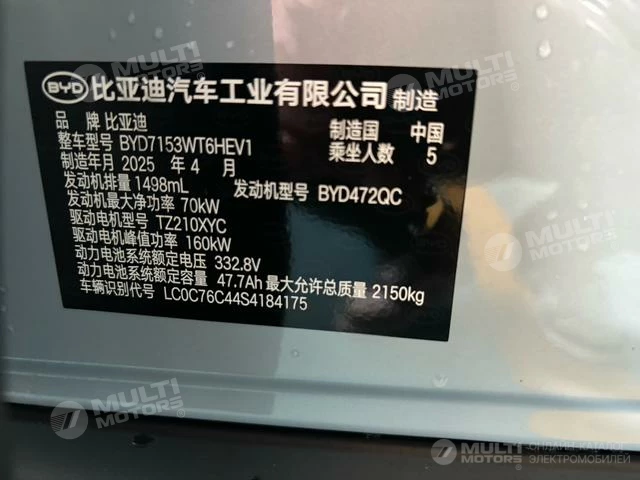 BYD 比亚迪汽车工业有限公司 制造
品 牌 比亚迪 制造国 中国
整车型号 BYD7153WT6HEV1 乘坐人数 5
制造年月 2025 年 4 月
发动机排量 1498mL 发动机型号 BYD472QC
发动机最大净功率 70kW
驱动电机型号 TZ210XYC
驱动电机峰值功率 160kW
动力电池系统额定电压 332.8V
动力电池系统额定容量 47.7Ah 最大允许总质量 2150kg
车辆识别代号 LC0C76C44S4184175
MULTI MOTORS
MULTI MOTORS
MULTI MOTORS
MULTI MOTORS
MULTI MOTORS
ОНЛАЙН-КАТАЛОГ
ЭЛЕКТРОМОБИЛЕЙ